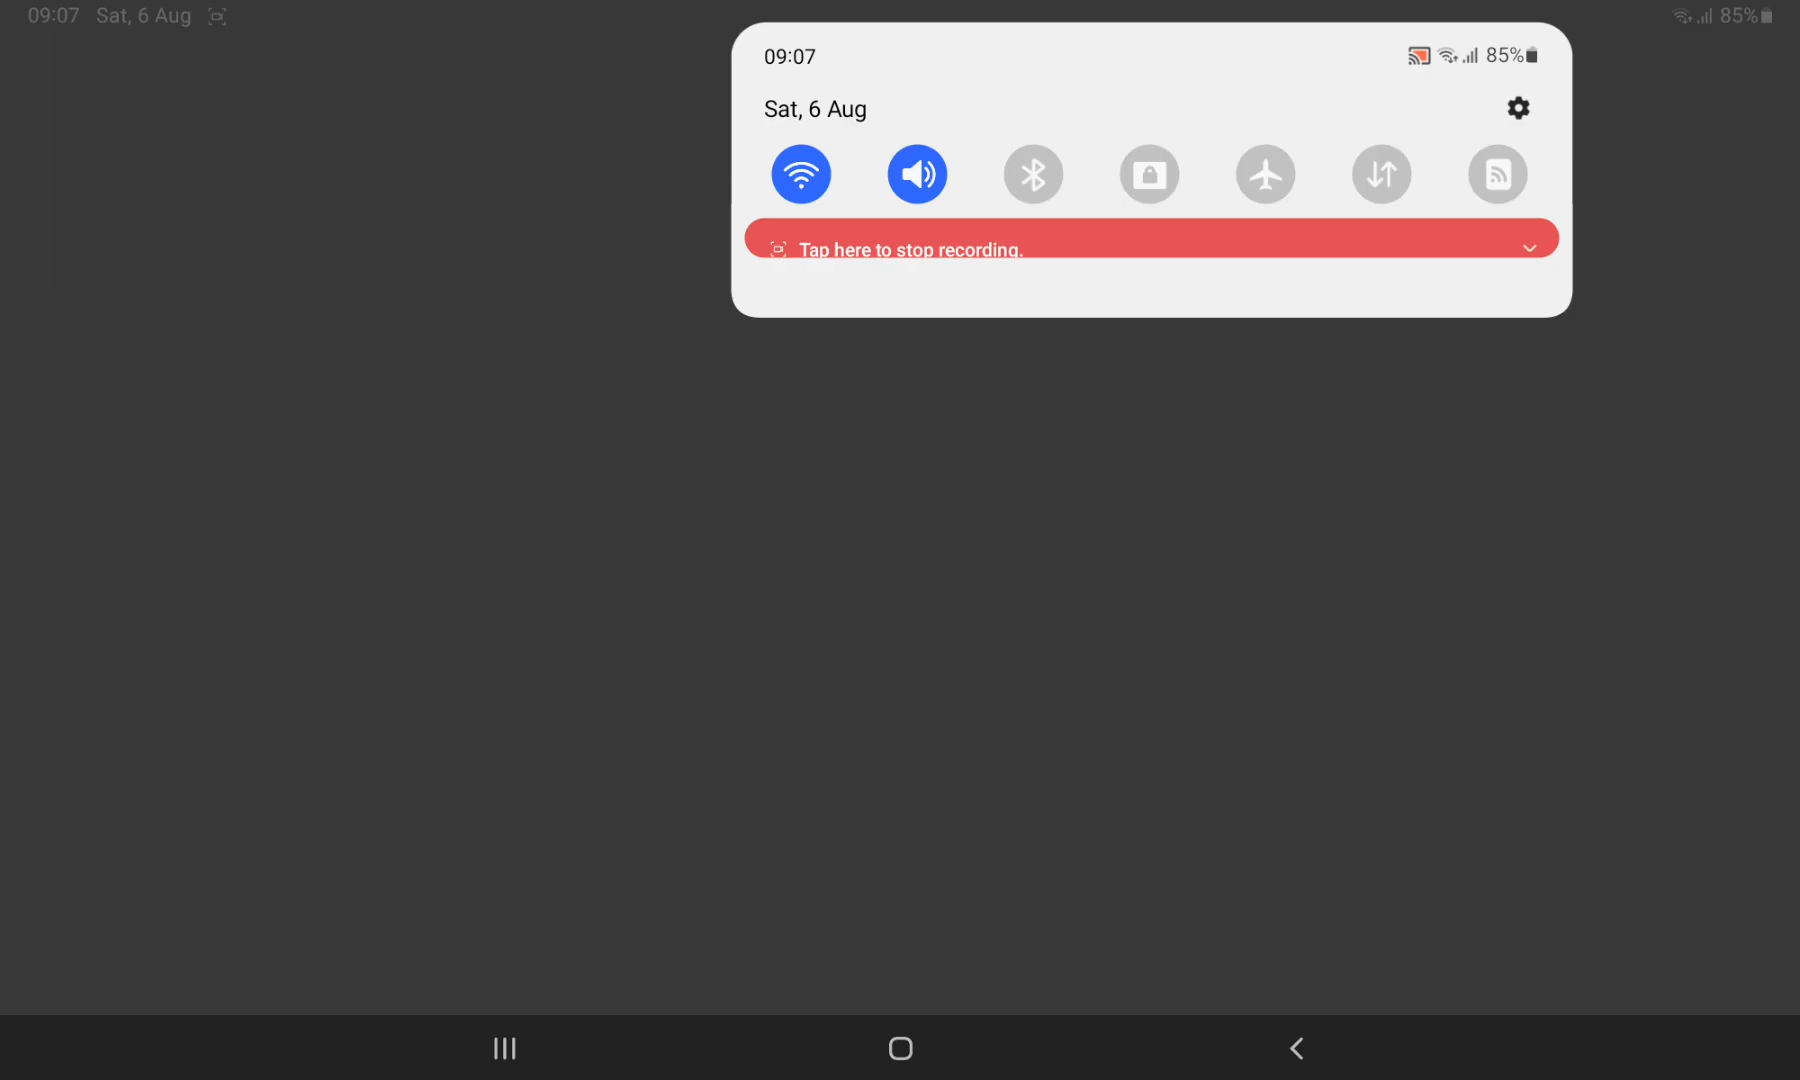 09:07 Sat, 6 Aug 85%
09:07 85%
Sat, 6 Aug
Tap here to stop recording.